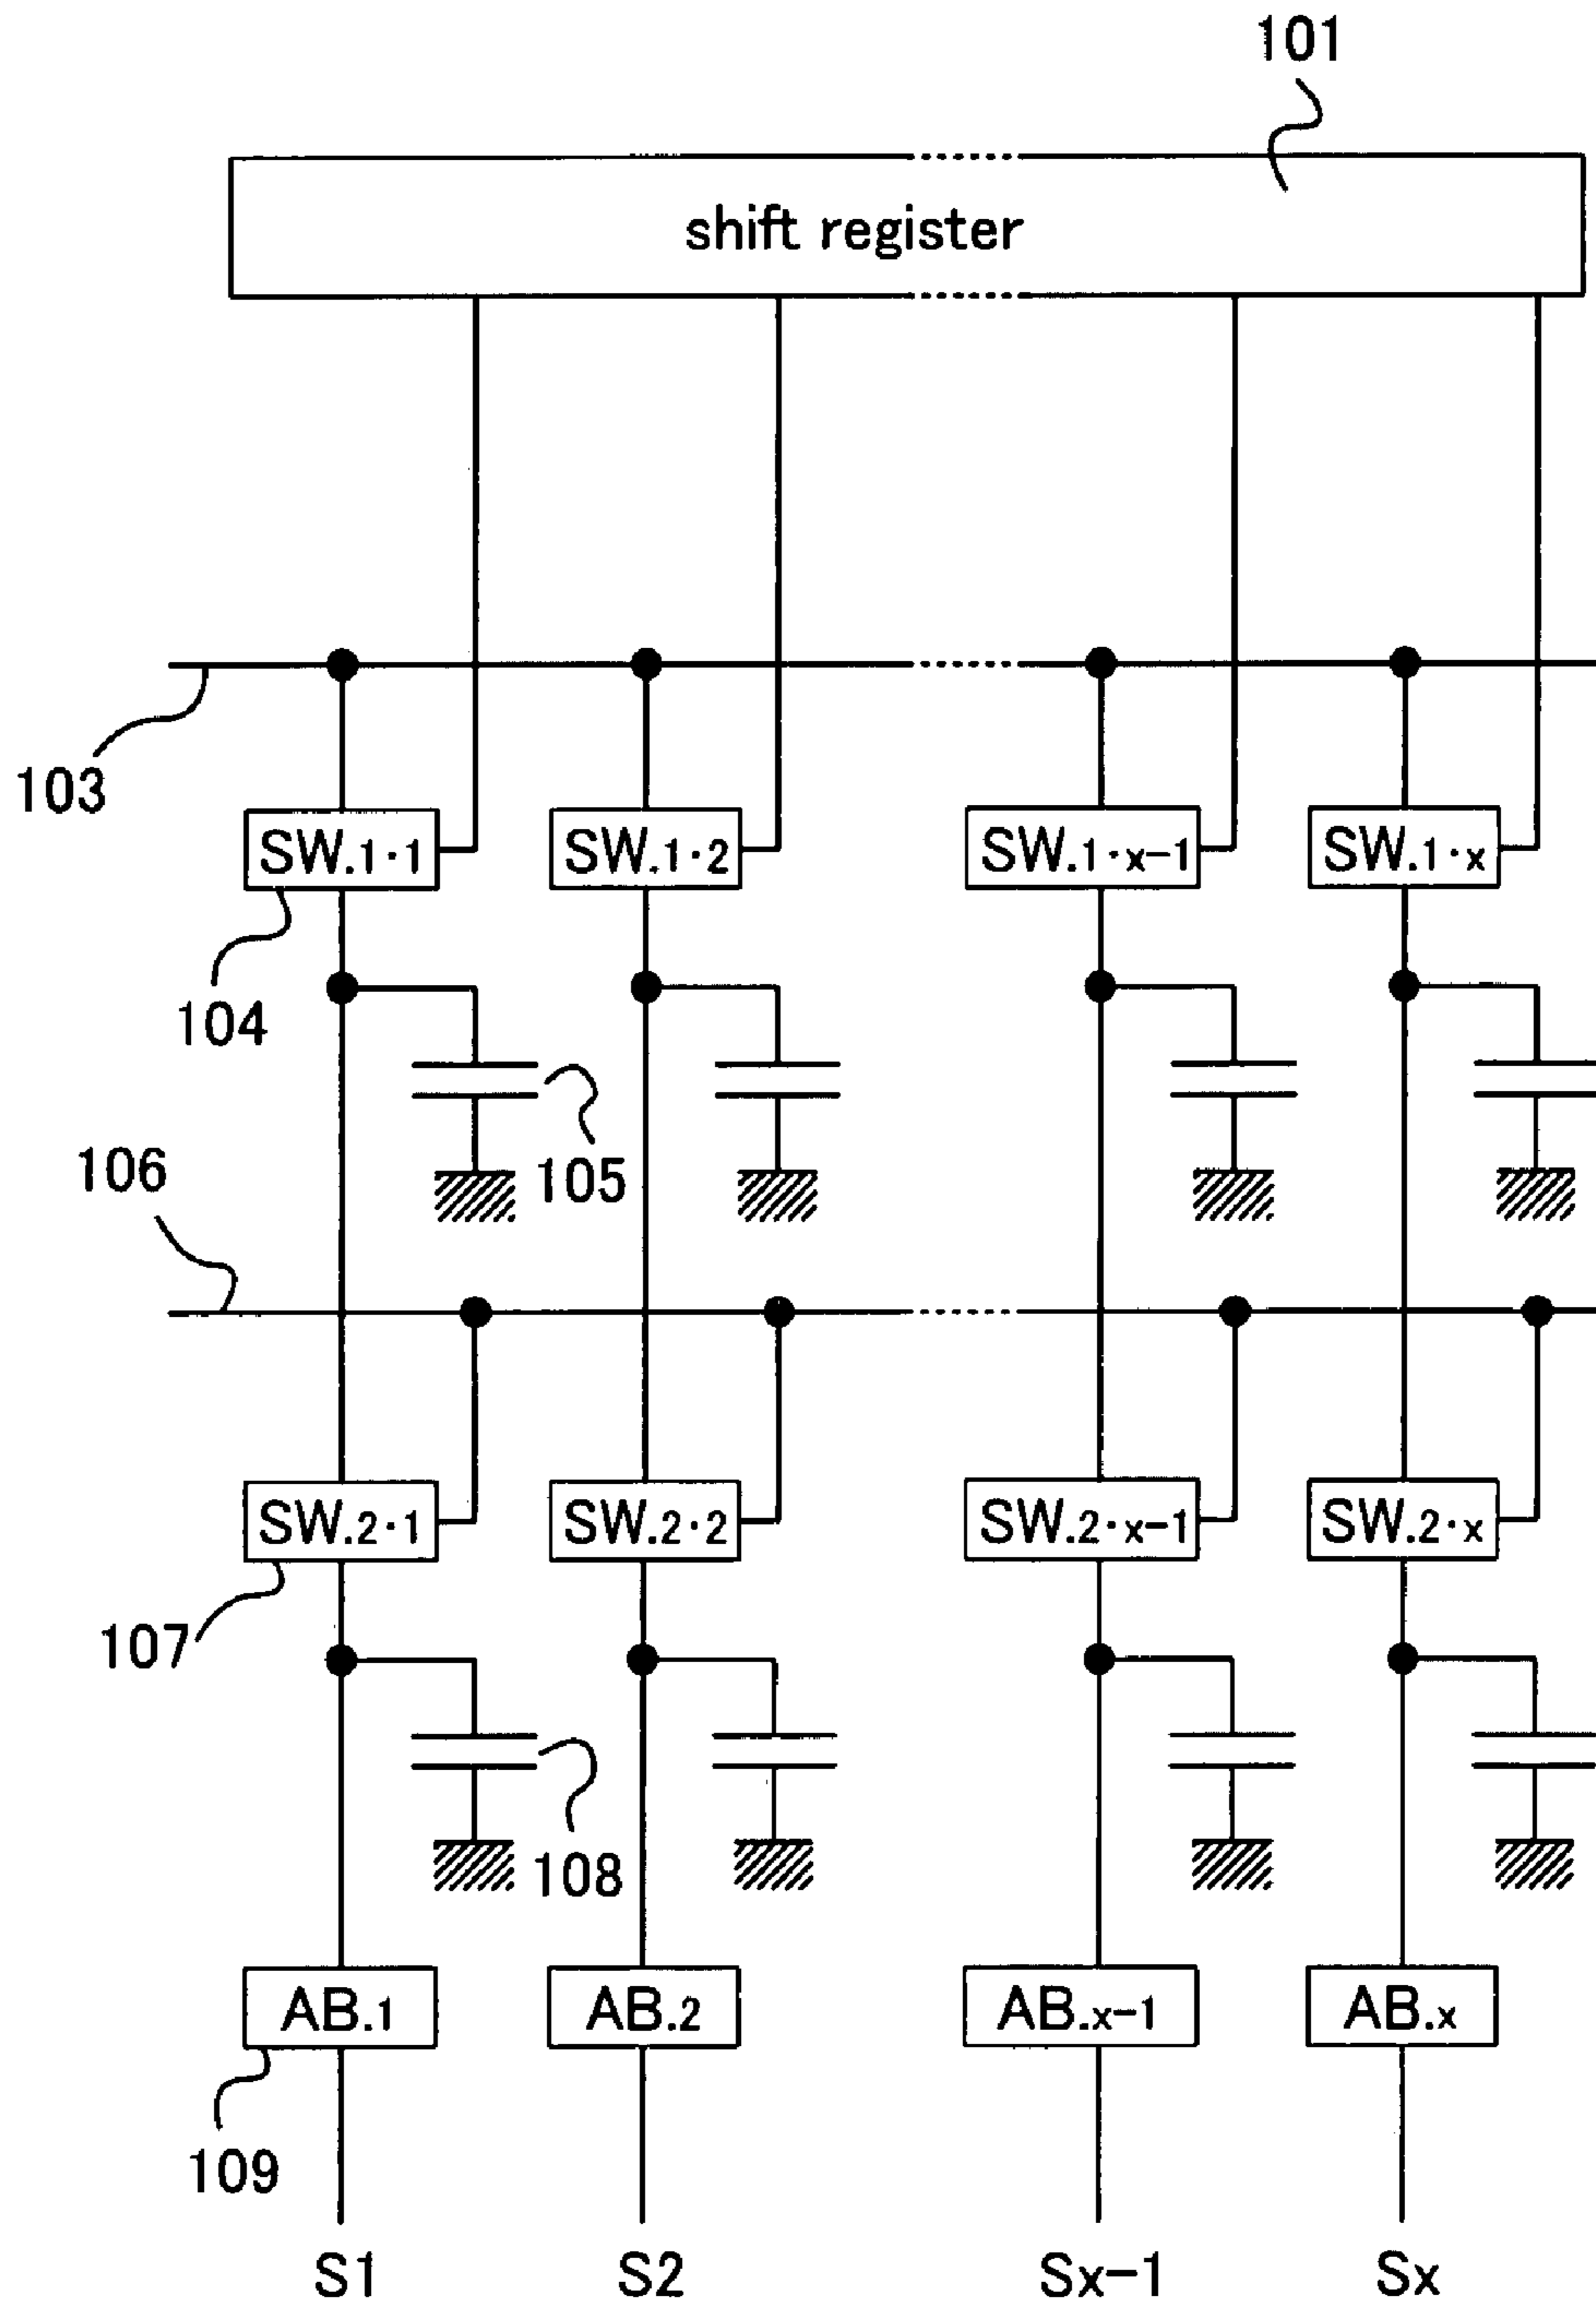 101
shift register
103
SW.1·1
SW.1·2
SW.1·x-1
SW.1·x
104
105
106
SW.2·1
SW.2·2
SW.2·x-1
SW.2·x
107
108
AB.1
AB.2
AB.x-1
AB.x
109
S1
S2
Sx-1
Sx